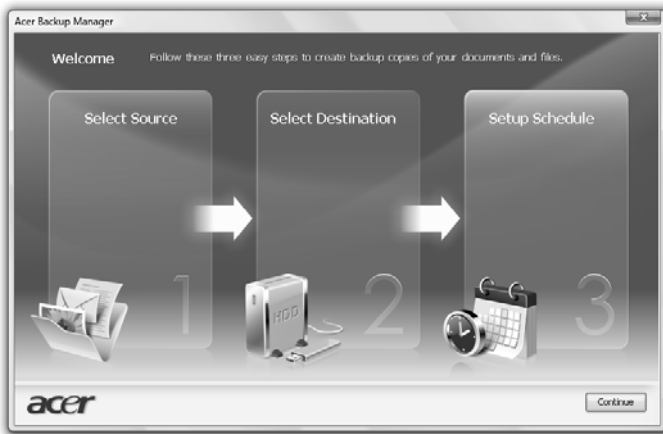 Acer Backup Manager
Welcome Follow these three easy steps to create backup copies of your documents and files.
Select Source
Select Destination
Setup Schedule
1
2
3
HDD
acer
Continue